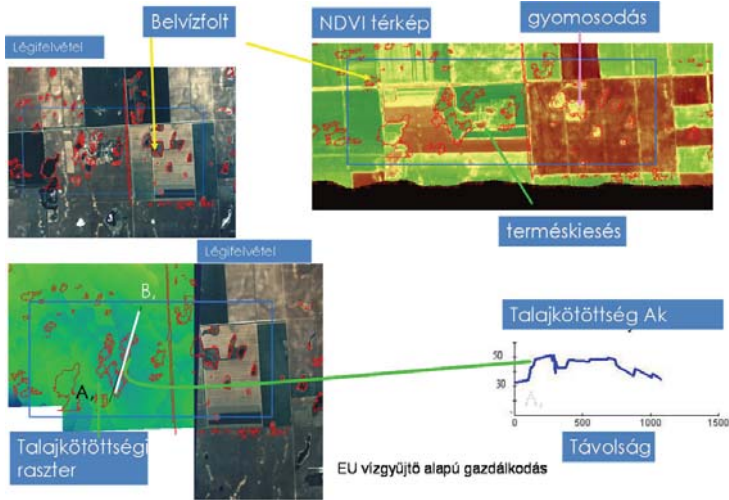 Légifelvétel
Belvízfolt
NDVI térkép
gyomosodás
terméskiesés
Légifelvétel
B,
A,
Talajkötöttségi
raszter
Talajkötöttség Ak
50
30
A,
0
500
1000
1500
Távolság
EU vízgyűjtő alapú gazdálkodás